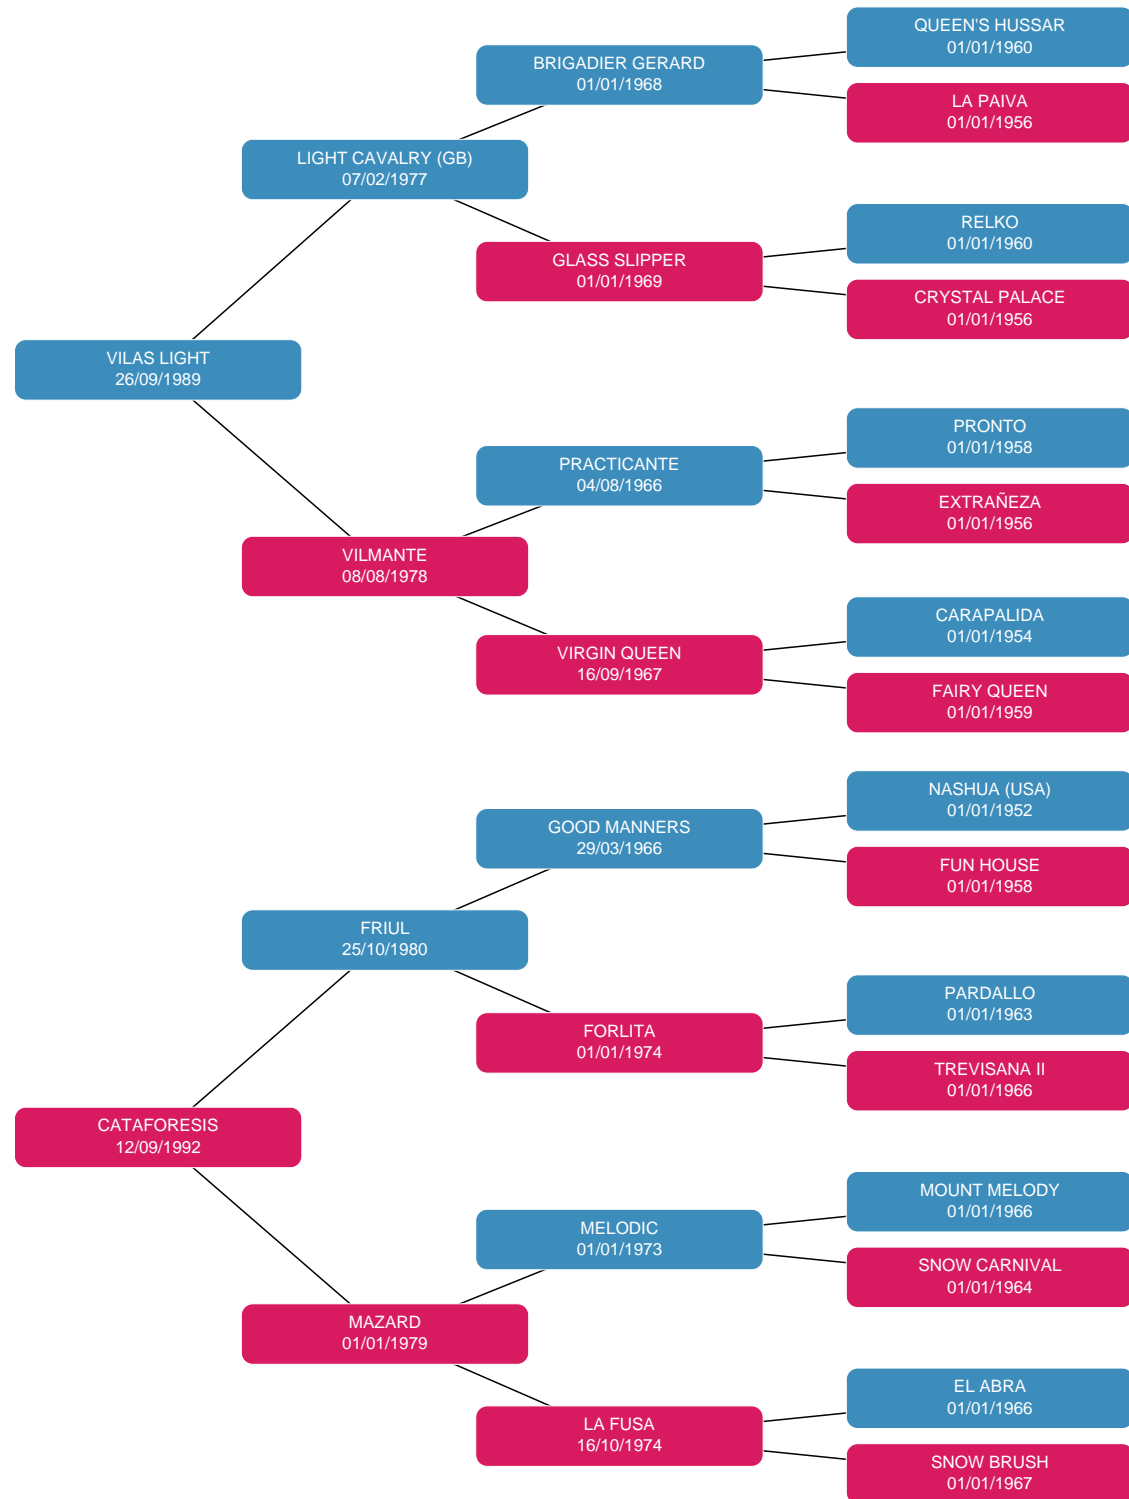 QUEEN'S HUSSAR
01/01/1960
BRIGADIER GERARD
01/01/1968
LA PAIVA
01/01/1956
LIGHT CAVALRY (GB)
07/02/1977
RELKO
01/01/1960
GLASS SLIPPER
01/01/1969
CRYSTAL PALACE
01/01/1956
VILAS LIGHT
26/09/1989
PRONTO
01/01/1958
PRACTICANTE
04/08/1966
EXTRAÑEZA
01/01/1956
VILMANTE
08/08/1978
CARAPALIDA
01/01/1954
VIRGIN QUEEN
16/09/1967
FAIRY QUEEN
01/01/1959
NASHUA (USA)
01/01/1952
GOOD MANNERS
29/03/1966
FUN HOUSE
01/01/1958
FRIUL
25/10/1980
PARDALLO
01/01/1963
FORLITA
01/01/1974
TREVISANA II
01/01/1966
CATAFORESIS
12/09/1992
MOUNT MELODY
01/01/1966
MELODIC
01/01/1973
SNOW CARNIVAL
01/01/1964
MAZARD
01/01/1979
EL ABRA
01/01/1966
LA FUSA
16/10/1974
SNOW BRUSH
01/01/1967